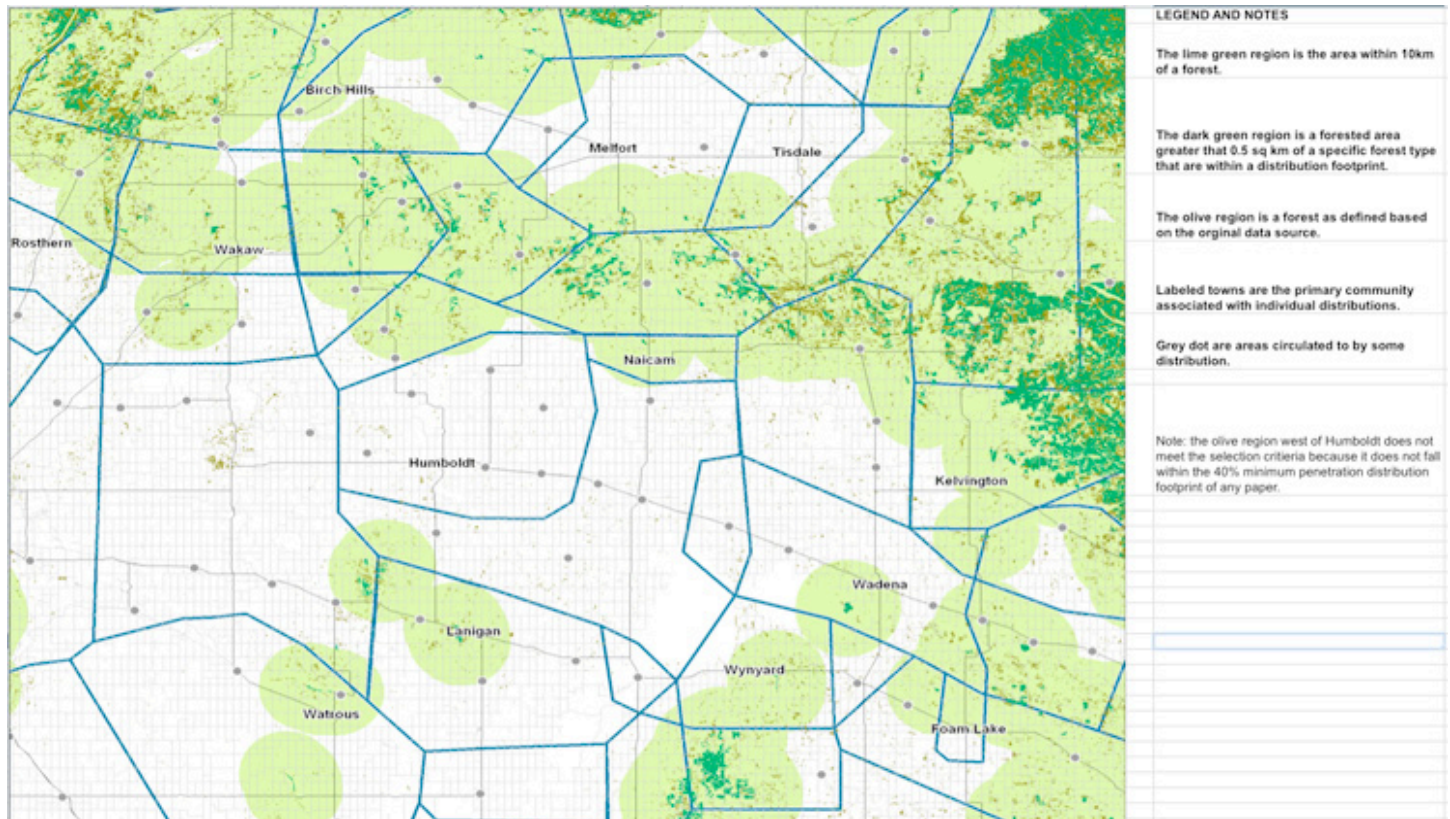 LEGEND AND NOTES
The lime green region is the area within 10km
of a forest.
The dark green region is a forested area
greater that 0.5 sq km of a specific forest type
that are within a distribution footprint.
The olive region is a forest as defined based
on the orginal data source.
Labeled towns are the primary community
associated with individual distributions.
Grey dot are areas circulated to by some
distribution.
Note: the olive region west of Humboldt does not
meet the selection critieria because it does not fall
within the 40% minimum penetration distribution
footprint of any paper.
Birch Hills
Melfort
Tisdale
Rosthern
Wakaw
Naicam
Humboldt
Kelvington
Wadena
Lanigan
Wynyard
Watrous
Foam Lake